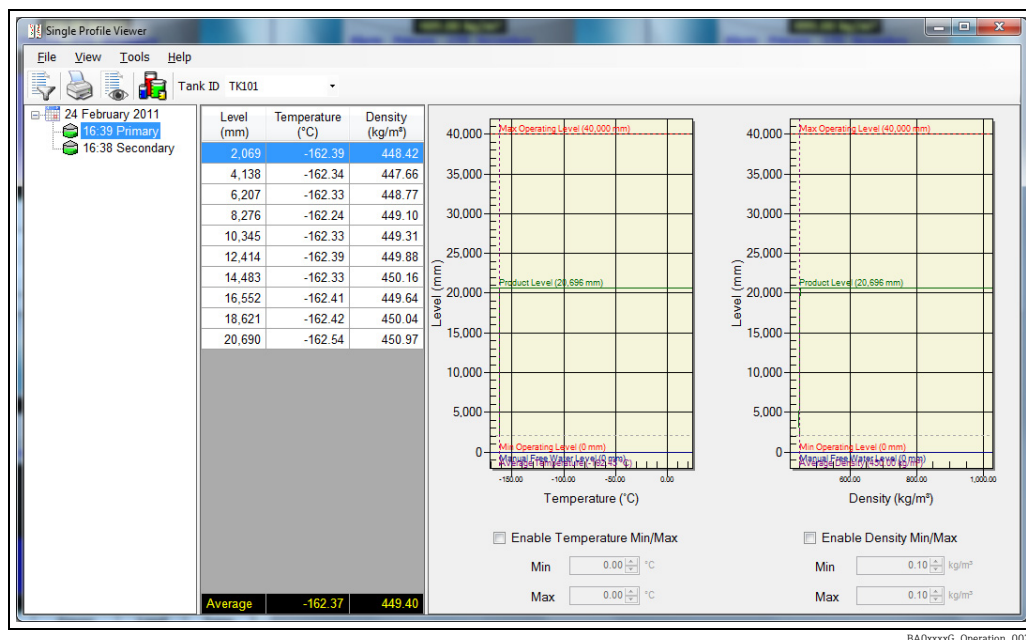 Single Profile Viewer
File View Tools Help
Tank ID TK101
24 February 2011
16:39 Primary
16:38 Secondary
Level (mm) Temperature (°C) Density (kg/m³)
2,069 -162.39 448.42
4,138 -162.34 447.66
6,207 -162.33 448.77
8,276 -162.24 449.10
10,345 -162.33 449.31
12,414 -162.39 449.88
14,483 -162.33 450.16
16,552 -162.41 449.64
18,621 -162.42 450.04
20,690 -162.54 450.97
Average -162.37 449.40
Level (mm)
40,000
35,000
30,000
25,000
20,000
15,000
10,000
5,000
0
Max Operating Level (40,000 mm)
Product Level (20,696 mm)
Min Operating Level (0 mm)
Manual Free Water Level (0 mm)
-150.00 -100.00 -50.00 0.00
Temperature (°C)
Enable Temperature Min/Max
Min 0.00 °C
Max 0.00 °C
Level (mm)
40,000
35,000
30,000
25,000
20,000
15,000
10,000
5,000
0
Max Operating Level (40,000 mm)
Product Level (20,696 mm)
Min Operating Level (0 mm)
Manual Free Water Level (0 mm)
600.00 800.00 1,000.00
Density (kg/m³)
Enable Density Min/Max
Min 0.10 kg/m³
Max 0.10 kg/m³